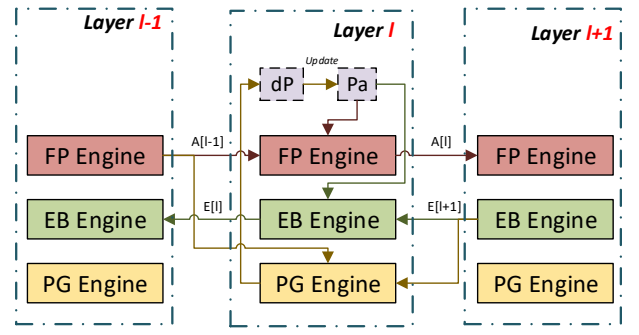 Layer l-1
Layer l
Layer l+1
Update
dP
Pa
FP Engine
A[l-1]
FP Engine
A[l]
FP Engine
EB Engine
E[l]
EB Engine
E[l+1]
EB Engine
PG Engine
PG Engine
PG Engine